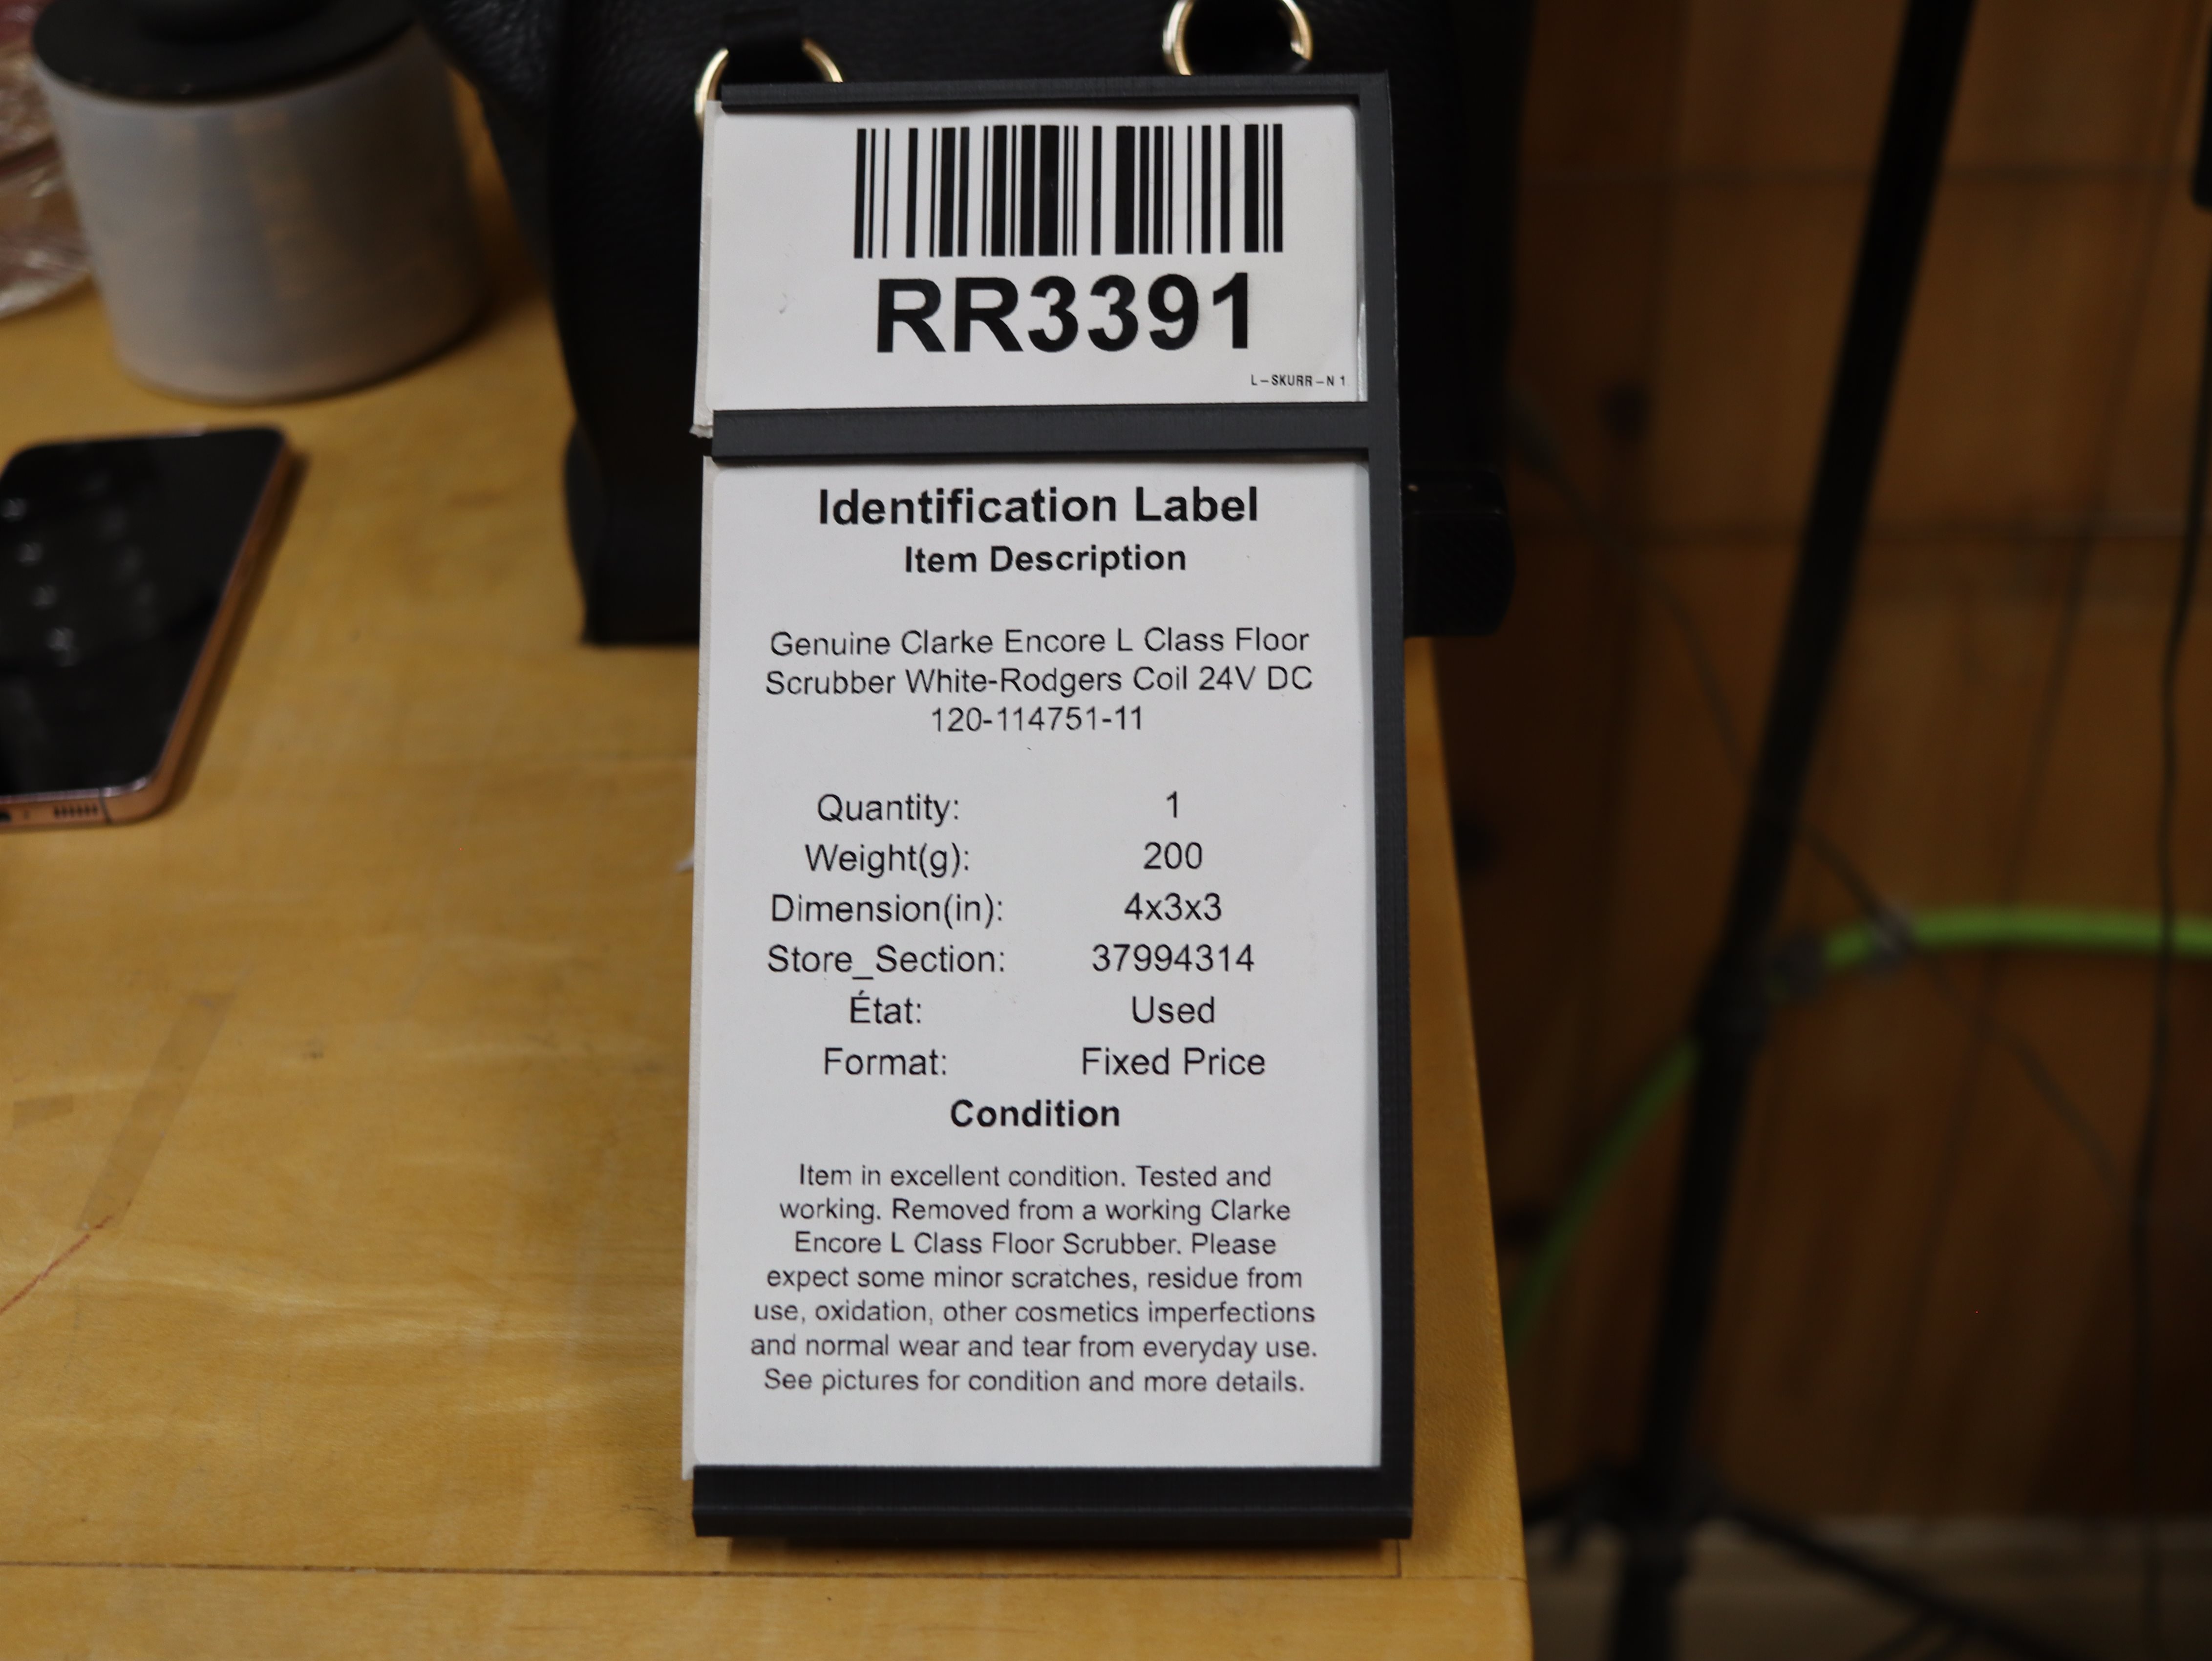 RR3391
L-SKURR-N 1
Identification Label
Item Description
Genuine Clarke Encore L Class Floor
Scrubber White-Rodgers Coil 24V DC
120-114751-11
Quantity: 1
Weight(g): 200
Dimension(in): 4x3x3
Store_Section: 37994314
État: Used
Format: Fixed Price
Condition
Item in excellent condition. Tested and
working. Removed from a working Clarke
Encore L Class Floor Scrubber. Please
expect some minor scratches, residue from
use, oxidation, other cosmetics imperfections
and normal wear and tear from everyday use.
See pictures for condition and more details.